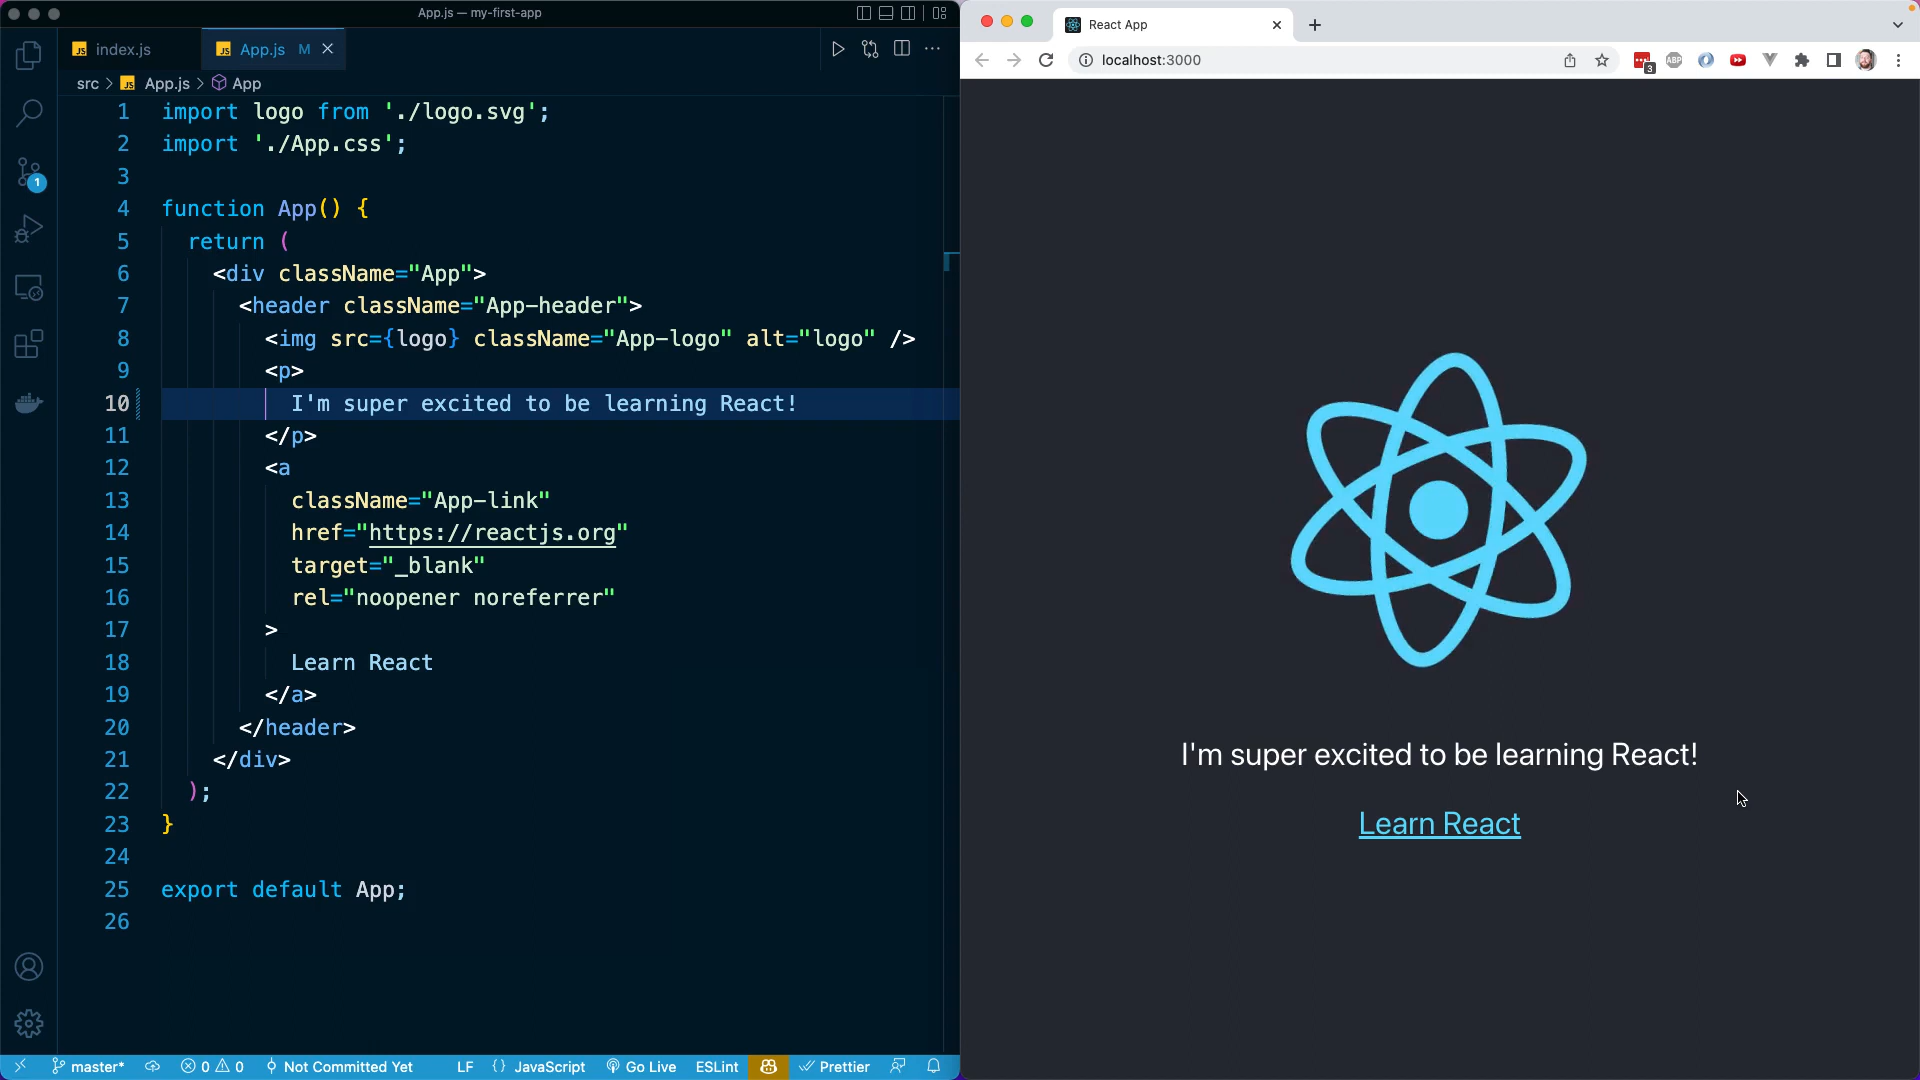 App.js — my-first-app
JS index.js
JS App.js M
src > JS App.js > App
1 import logo from './logo.svg';
2 import './App.css';
3
4 function App() {
5 return (
6 <div className="App">
7 <header className="App-header">
8 <img src={logo} className="App-logo" alt="logo" />
9 <p>
10 I'm super excited to be learning React!
11 </p>
12 <a
13 className="App-link"
14 href="https://reactjs.org"
15 target="_blank"
16 rel="noopener noreferrer"
17 >
18 Learn React
19 </a>
20 </header>
21 </div>
22 );
23 }
24
25 export default App;
26
1
master* 0 0 Not Committed Yet LF {} JavaScript Go Live ESLint Prettier
React App
localhost:3000
3 ABP
I'm super excited to be learning React!
Learn React